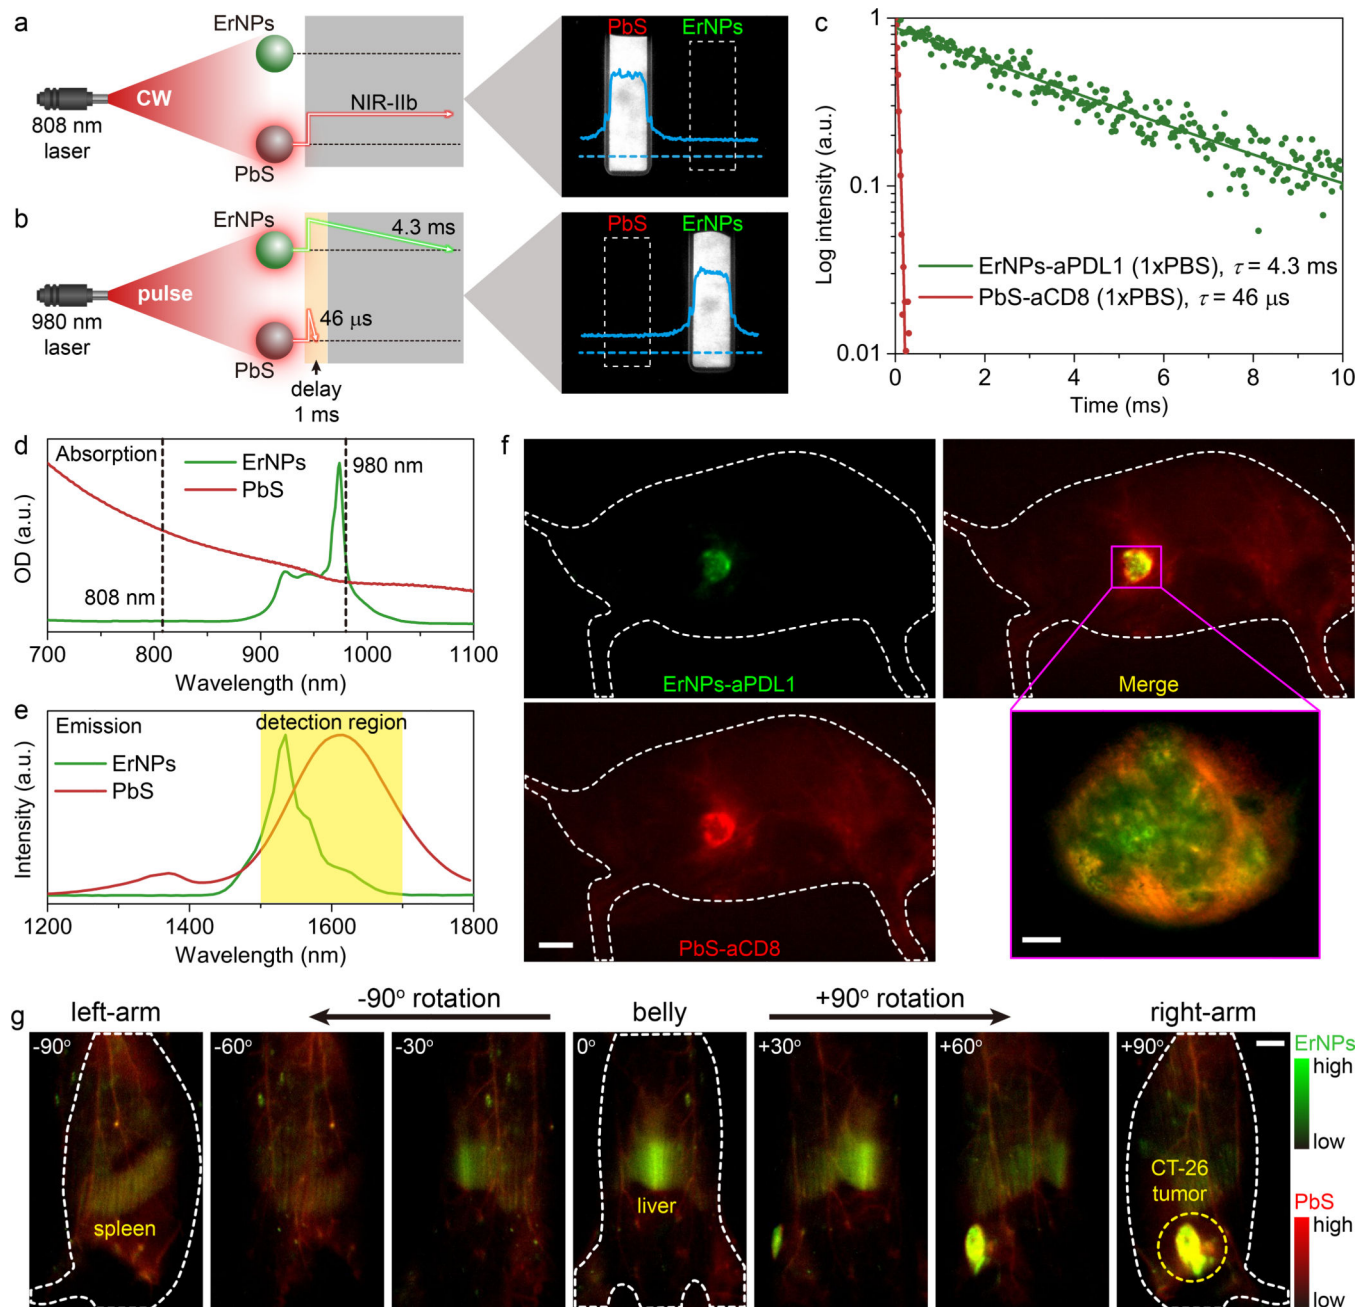 a
ErNPs
CW
NIR-IIb
808 nm
laser
PbS
PbS ErNPs
b
ErNPs
4.3 ms
pulse
46 μs
980 nm
laser
PbS
delay
1 ms
PbS ErNPs
c
Log intensity (a.u.)
1
0.1
0.01
ErNPs-aPDL1 (1xPBS), τ = 4.3 ms
PbS-aCD8 (1xPBS), τ = 46 μs
0 2 4 6 8 10
Time (ms)
d
Absorption
ErNPs
PbS
980 nm
808 nm
OD (a.u.)
700 800 900 1000 1100
Wavelength (nm)
e
Emission
detection region
ErNPs
PbS
Intensity (a.u.)
1200 1400 1600 1800
Wavelength (nm)
f
ErNPs-aPDL1
Merge
PbS-aCD8
g
left-arm
-90° rotation
belly
+90° rotation
right-arm
-90°
-60°
-30°
0°
+30°
+60°
+90°
spleen
liver
CT-26
tumor
ErNPs
high
low
PbS
high
low